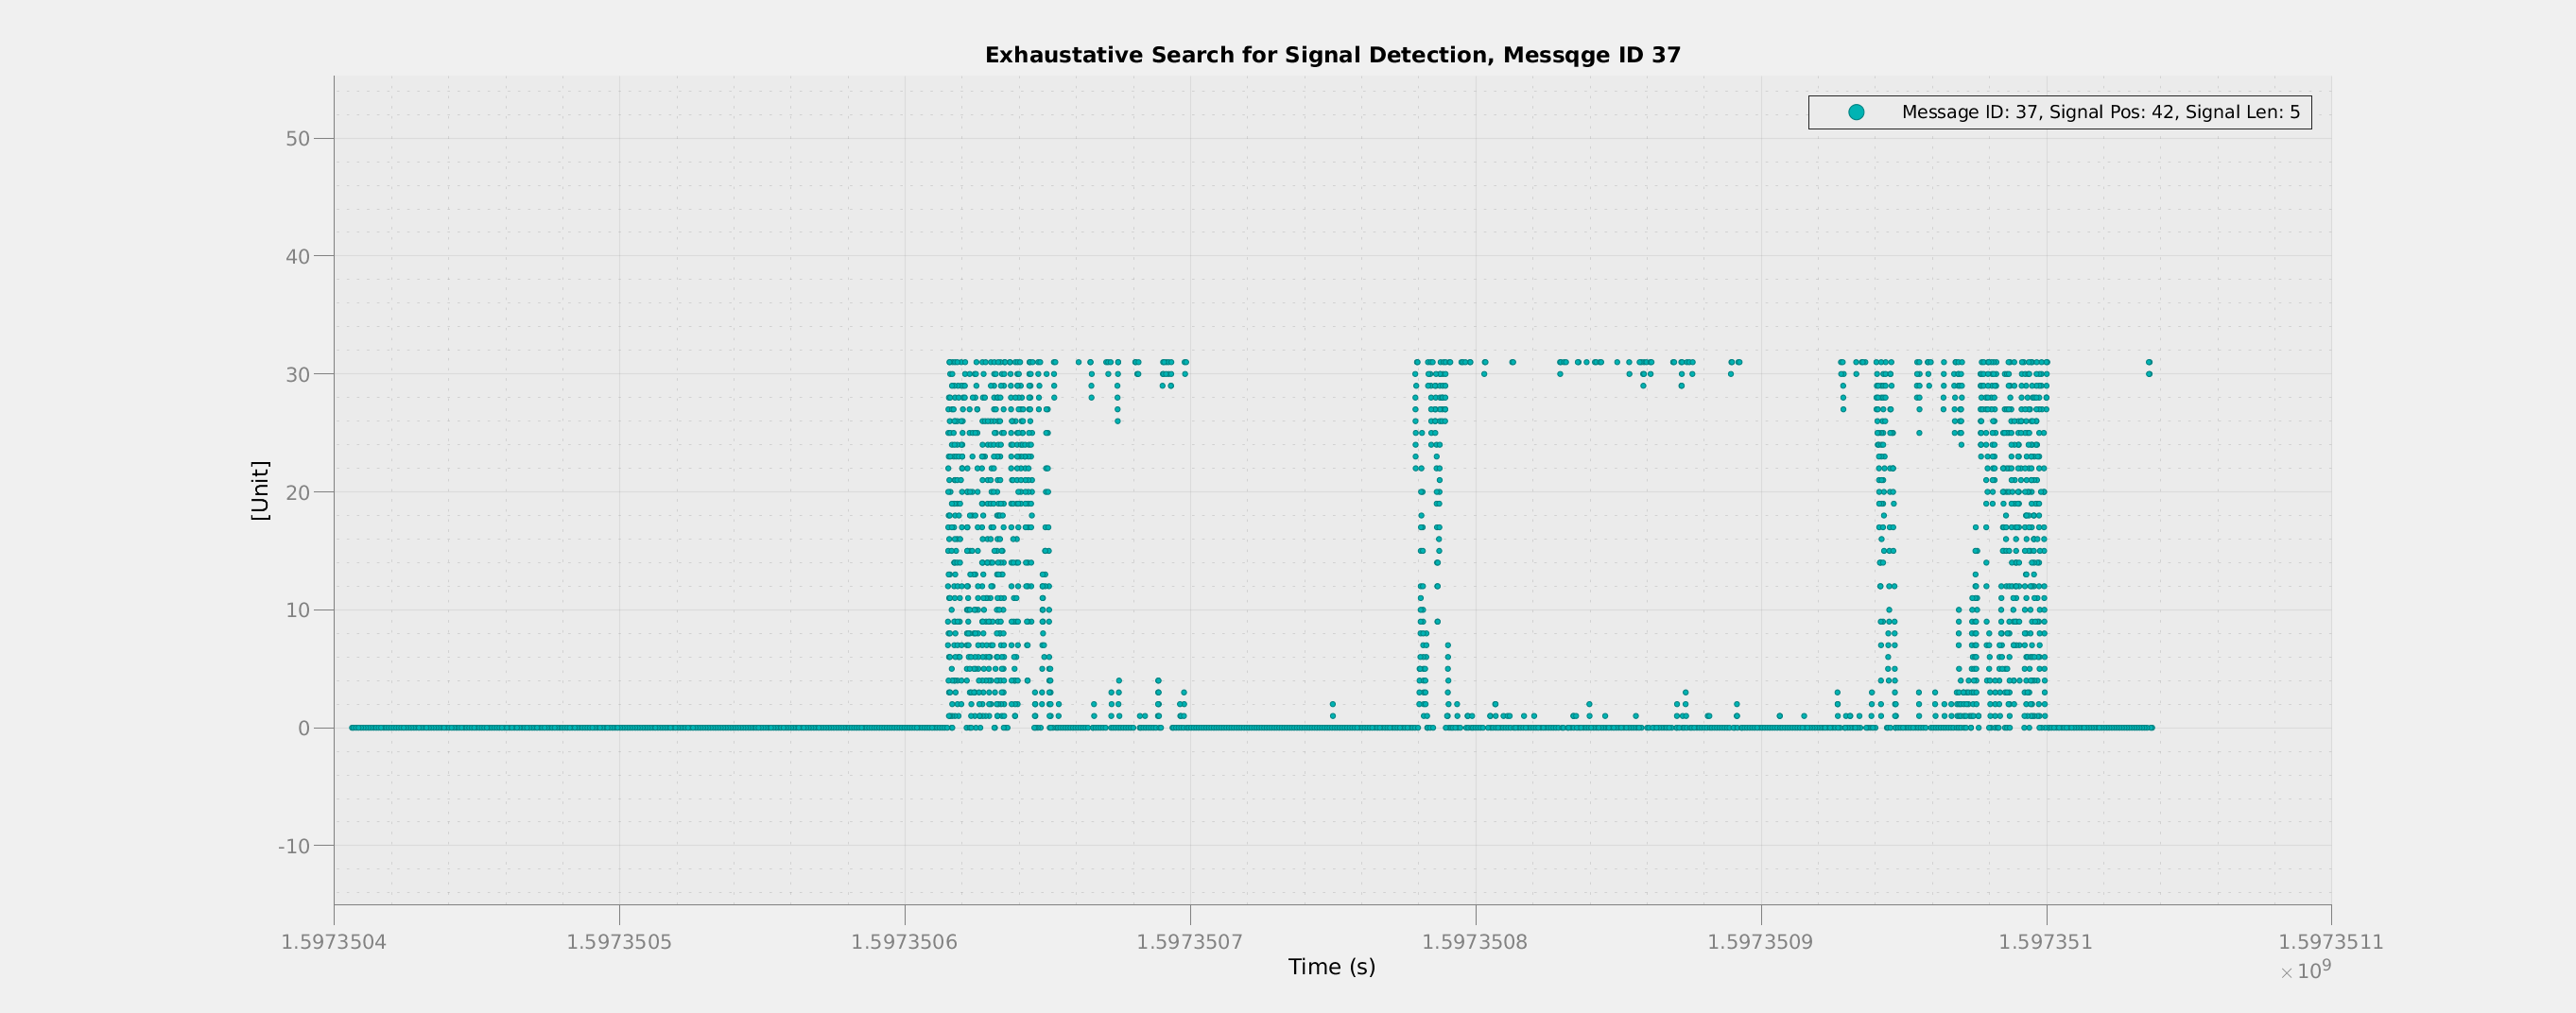 Exhaustative Search for Signal Detection, Messqge ID 37
Message ID: 37, Signal Pos: 42, Signal Len: 5
50
40
30
20
10
0
-10
[Unit]
1.5973504 1.5973505 1.5973506 1.5973507 1.5973508 1.5973509 1.597351 1.5973511
Time (s)
× 10⁹